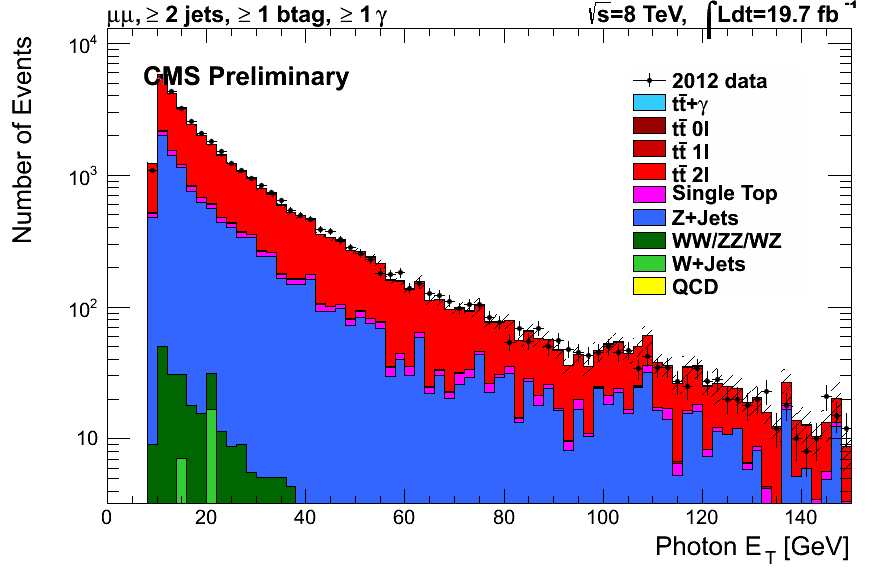 μμ, ≥ 2 jets, ≥ 1 btag, ≥ 1 γ
√s=8 TeV, ∫Ldt=19.7 fb⁻¹
CMS Preliminary
2012 data
tt̄+γ
tt̄ 0l
tt̄ 1l
tt̄ 2l
Single Top
Z+Jets
WW/ZZ/WZ
W+Jets
QCD
Number of Events
10⁴
10³
10²
10
0 20 40 60 80 100 120 140
Photon E_T [GeV]